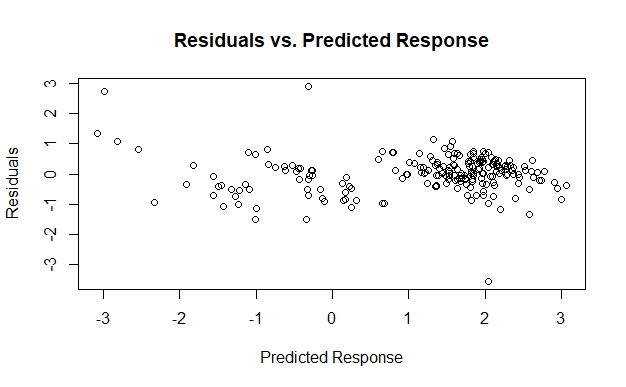 Residuals vs. Predicted Response
Residuals
3
2
1
0
-1
-2
-3
-3 -2 -1 0 1 2 3
Predicted Response